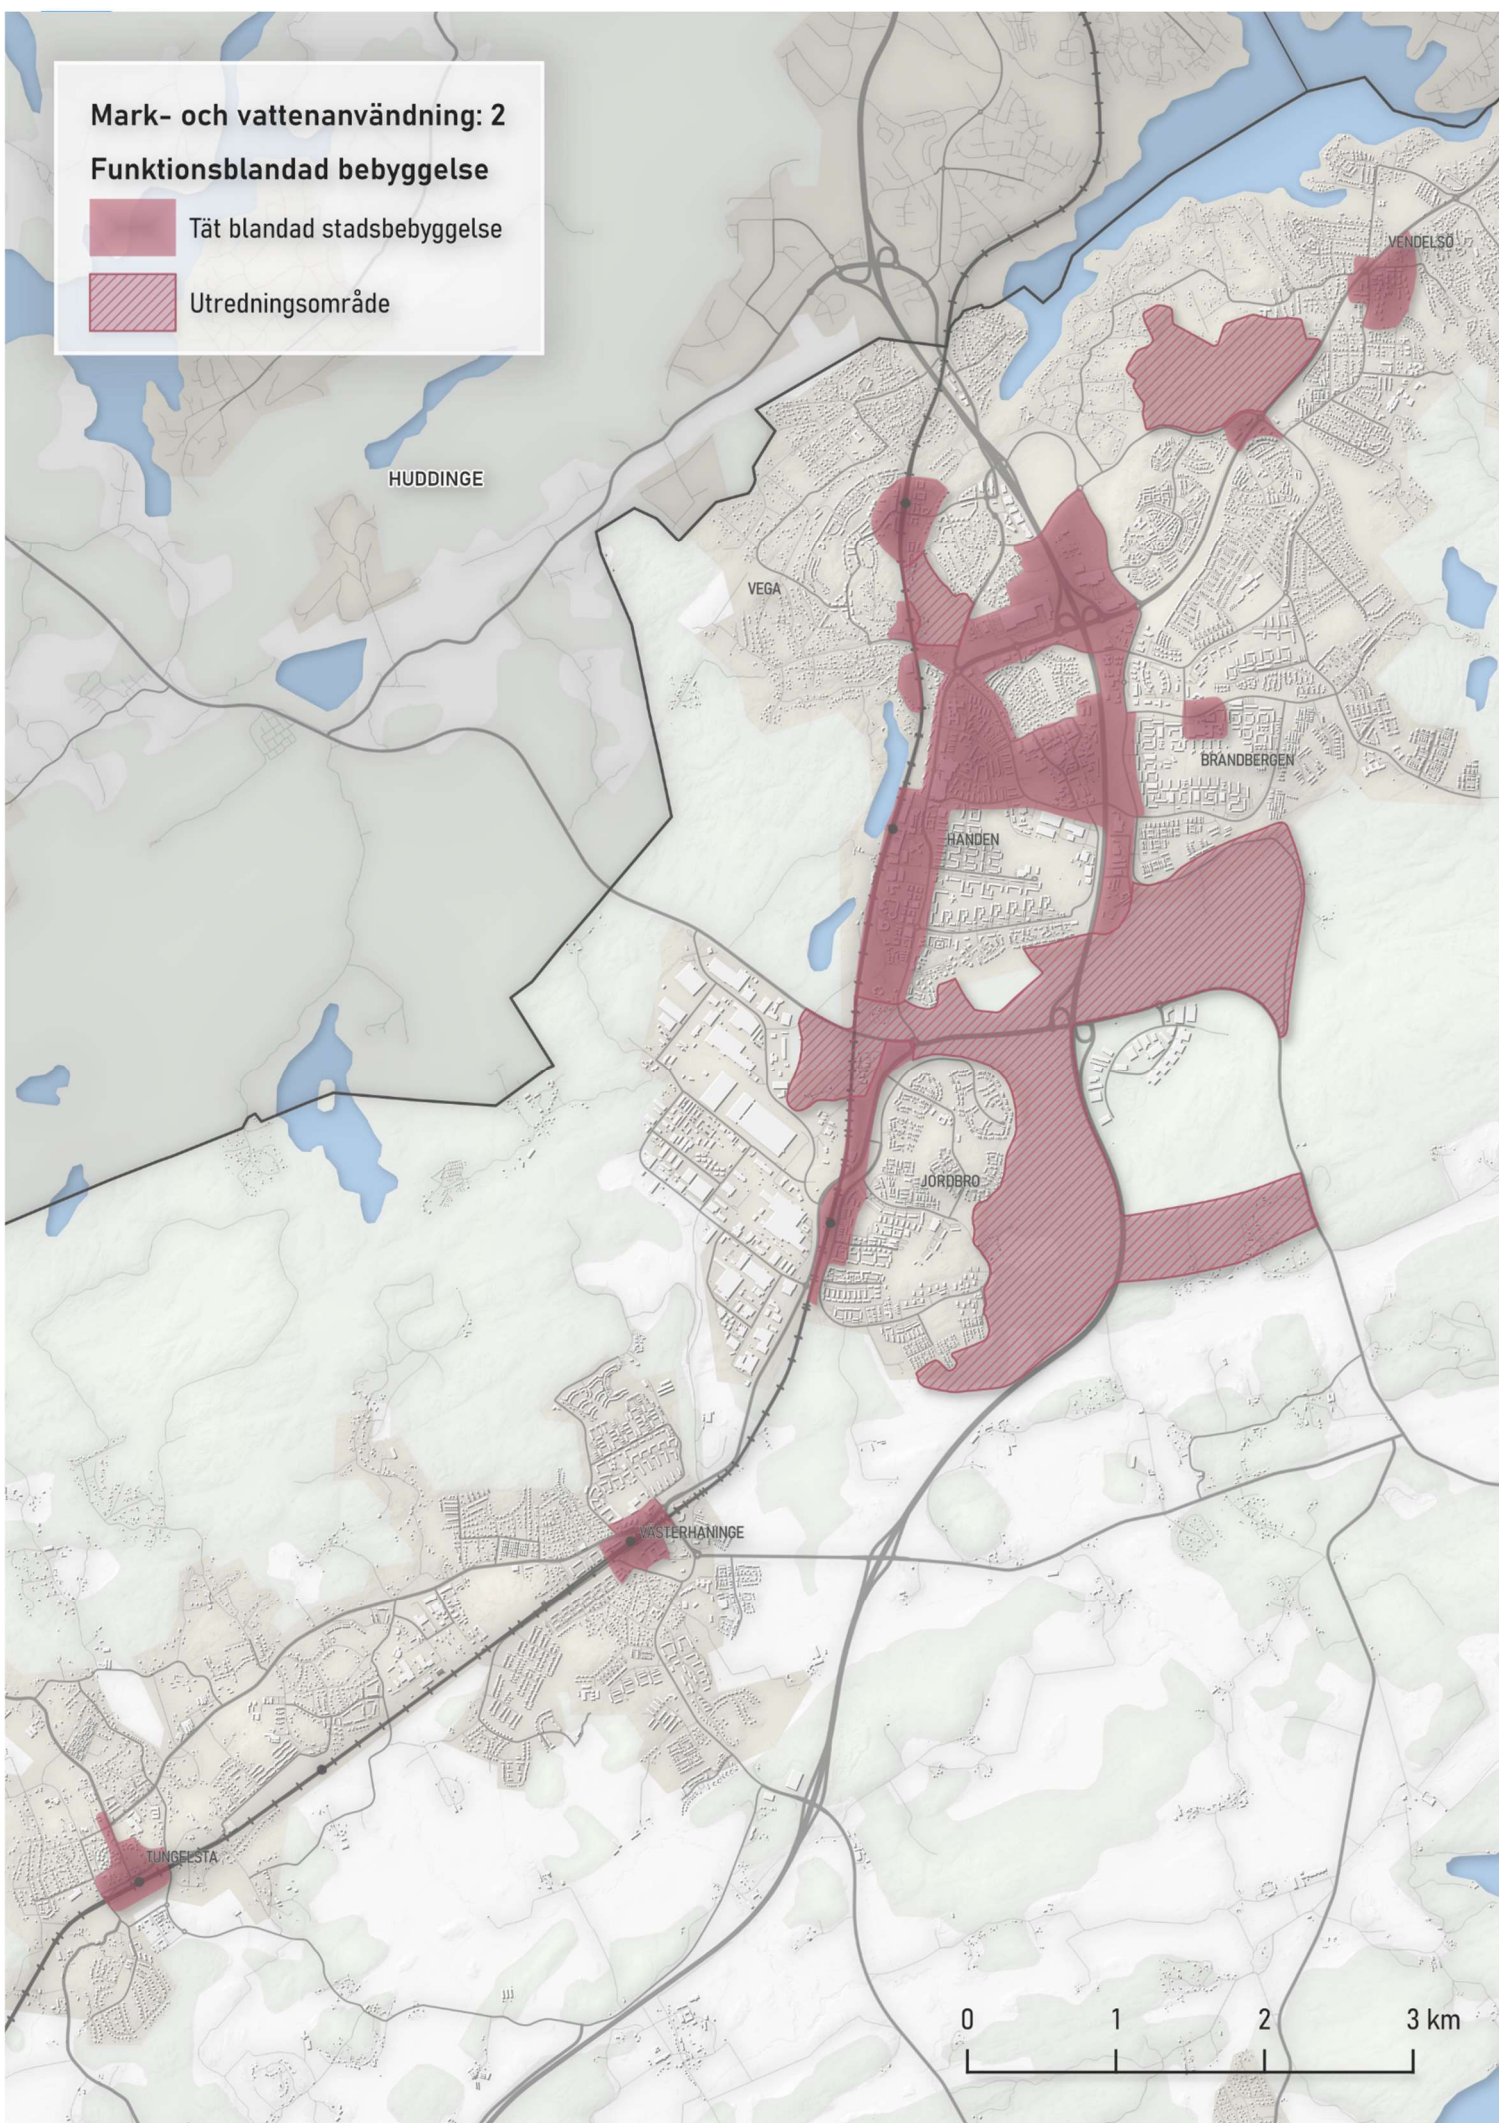 Mark- och vattenanvändning: 2
Funktionsblandad bebyggelse
Tät blandad stadsbebyggelse
Utredningsområde
VENDELSÖ
HUDDINGE
VEGA
BRANDBERGEN
HANDEN
JORDBRO
VÄSTERHANINGE
TUNGELSTA
0 1 2 3 km